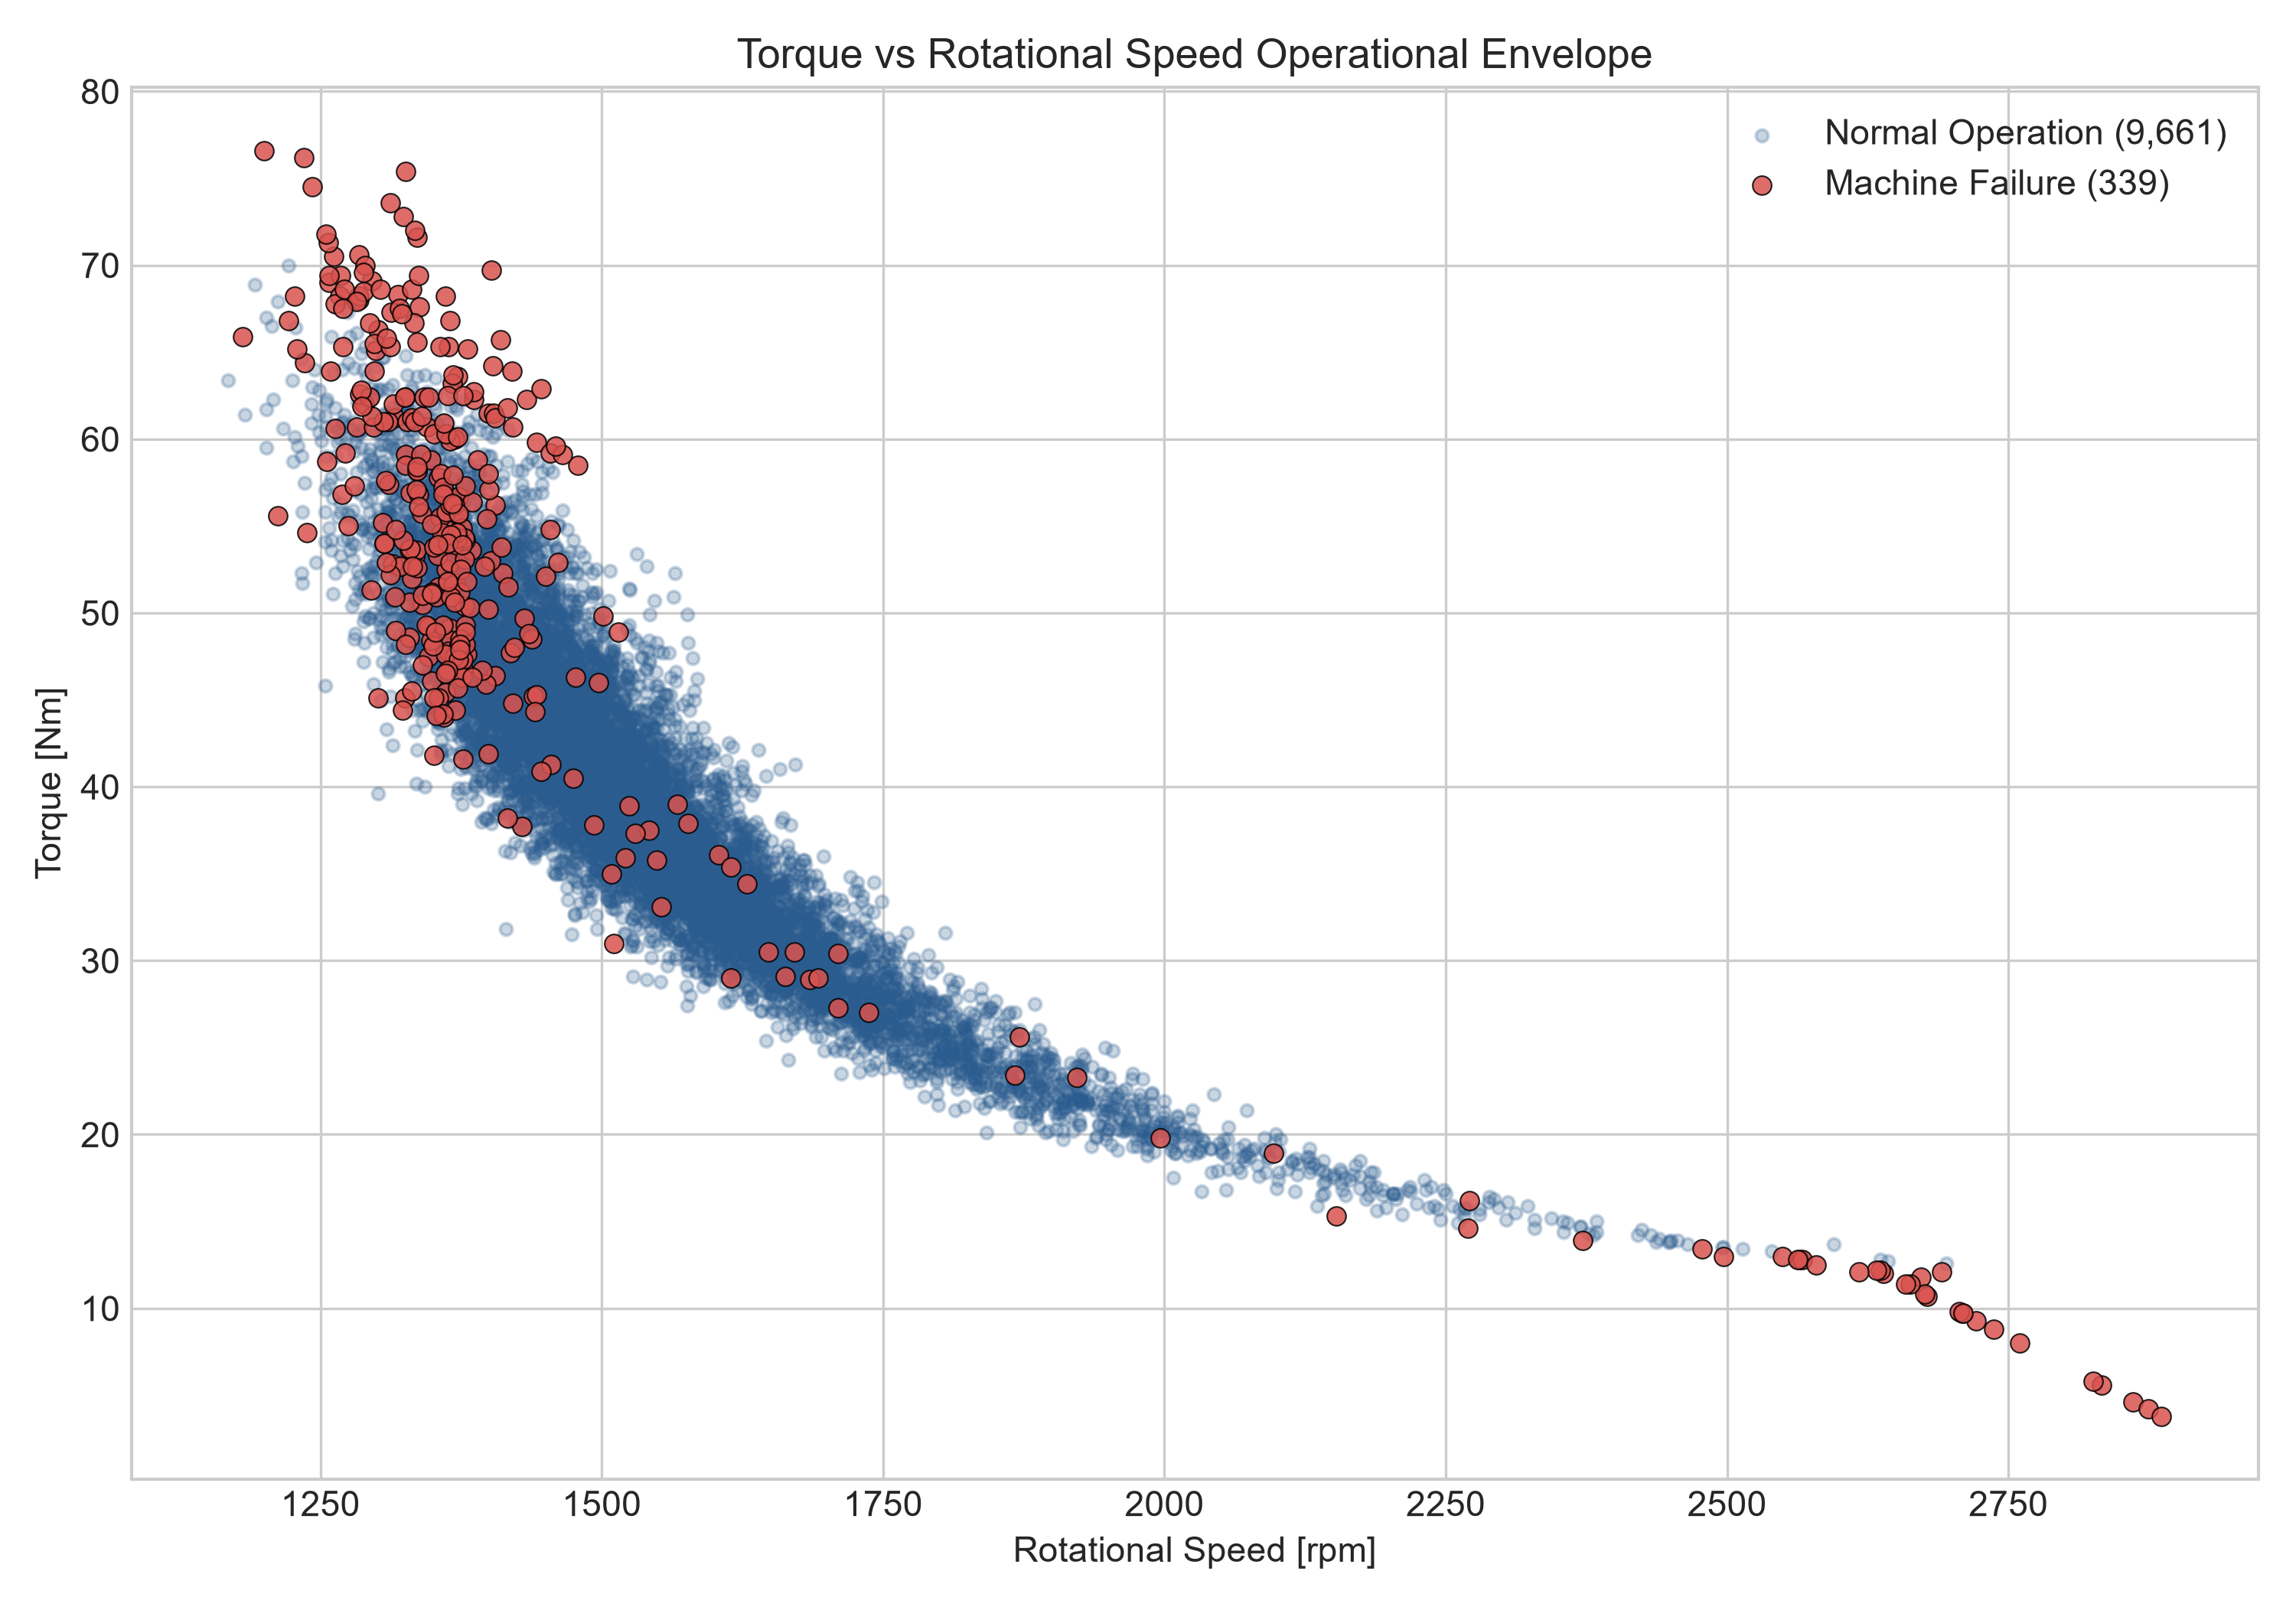 Torque vs Rotational Speed Operational Envelope
Normal Operation (9,661)
Machine Failure (339)
Torque [Nm]
80
70
60
50
40
30
20
10
1250 1500 1750 2000 2250 2500 2750
Rotational Speed [rpm]